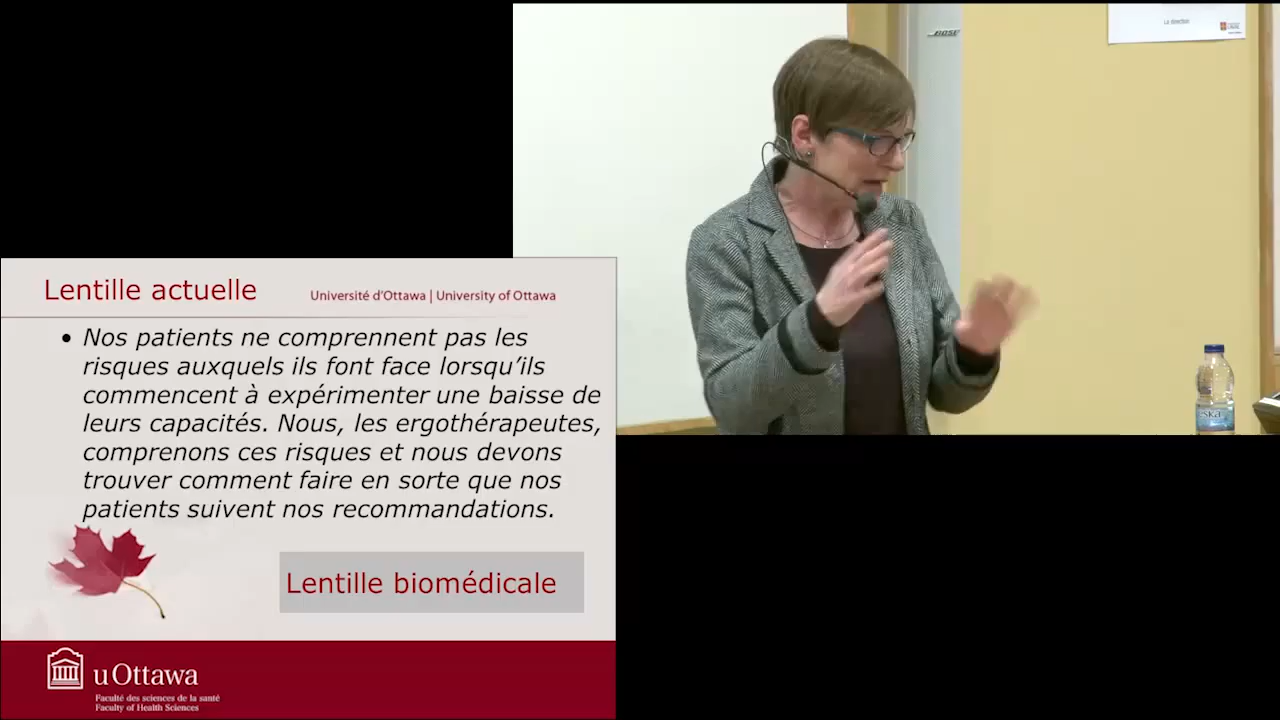 La direction
BOSE
Lentille actuelle
Université d'Ottawa | University of Ottawa
• Nos patients ne comprennent pas les
risques auxquels ils font face lorsqu'ils
commencent à expérimenter une baisse de
leurs capacités. Nous, les ergothérapeutes,
comprenons ces risques et nous devons
trouver comment faire en sorte que nos
patients suivent nos recommandations.
Lentille biomédicale
uOttawa
Faculté des sciences de la santé
Faculty of Health Sciences